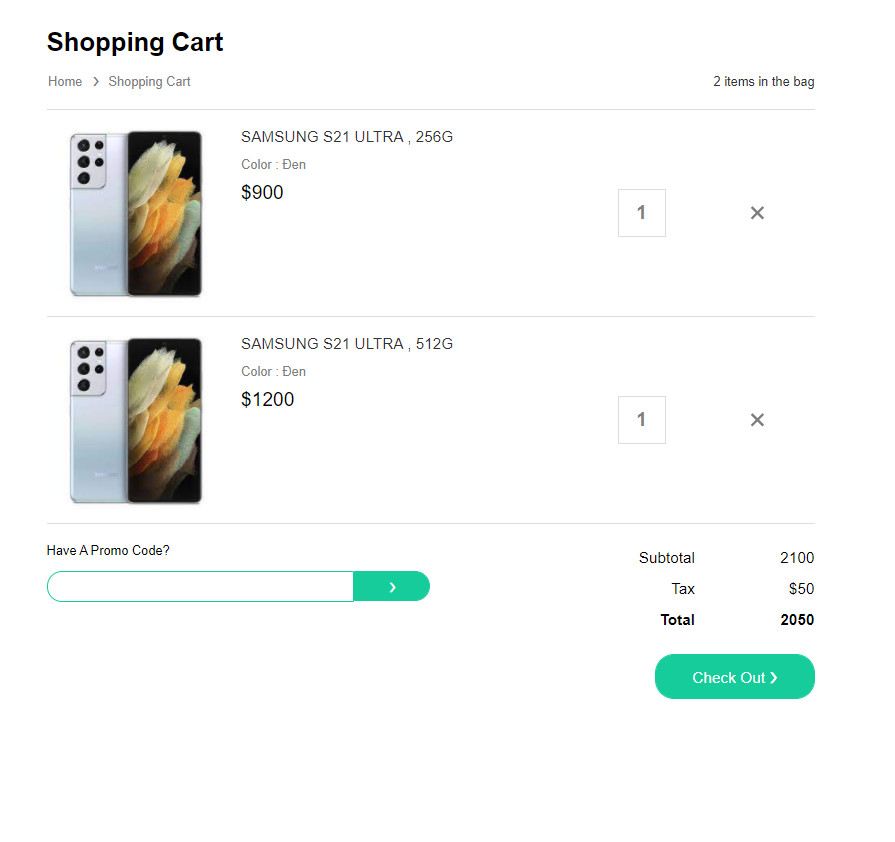 Shopping Cart
Home › Shopping Cart
2 items in the bag
SAMSUNG S21 ULTRA , 256G
Color : Đen
$900
1
×
SAMSUNG S21 ULTRA , 512G
Color : Đen
$1200
1
×
Have A Promo Code?
›
Subtotal 2100
Tax $50
Total 2050
Check Out ›